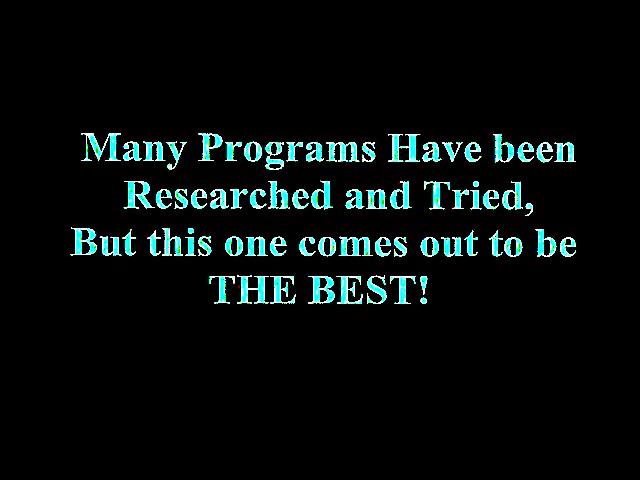 Many Programs Have been
Researched and Tried,
But this one comes out to be
THE BEST!